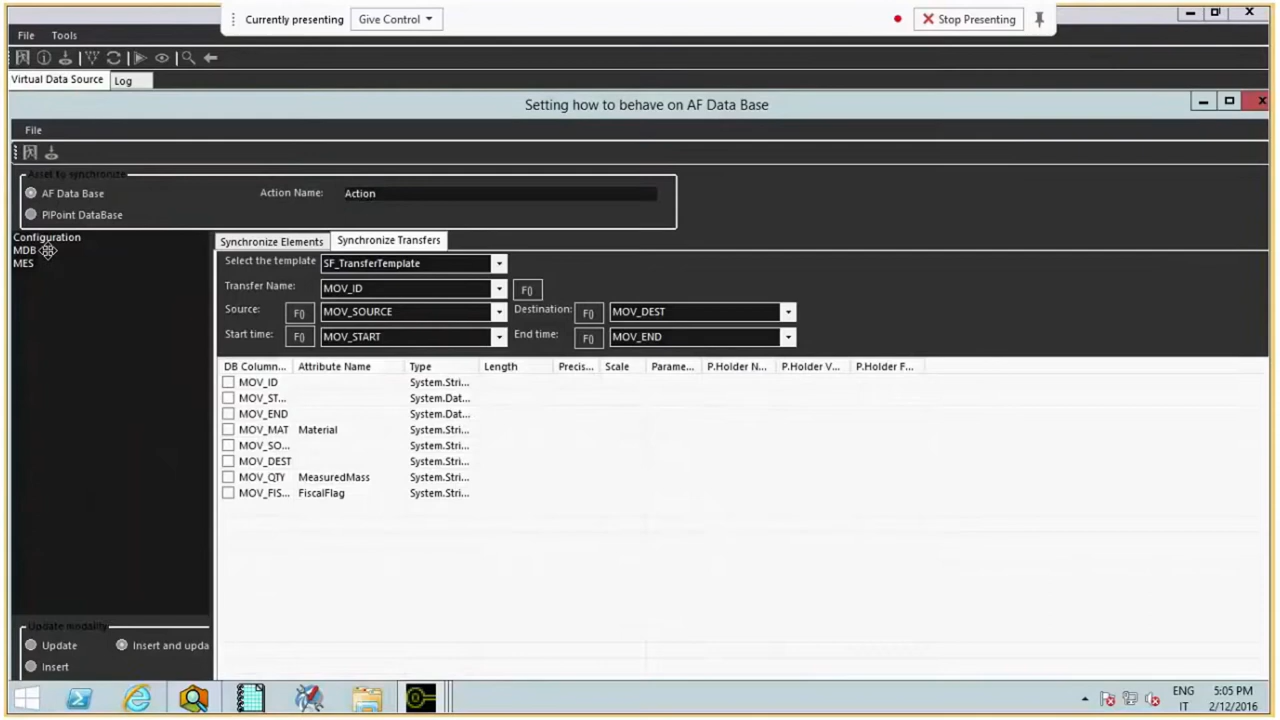 Currently presenting Give Control Stop Presenting
File Tools
Virtual Data Source Log
Setting how to behave on AF Data Base
File
Asset to synchronize
AF Data Base Action Name: Action
PIPoint DataBase
Configuration
MDB
MES
Synchronize Elements Synchronize Transfers
Select the template SF_TransferTemplate
Transfer Name: MOV_ID F()
Source: F() MOV_SOURCE Destination: F() MOV_DEST
Start time: F() MOV_START End time: F() MOV_END
DB Column... Attribute Name Type Length Precis... Scale Parame... P.Holder N... P.Holder V... P.Holder F...
MOV_ID System.Stri...
MOV_ST... System.Dat...
MOV_END System.Dat...
MOV_MAT Material System.Stri...
MOV_SO... System.Stri...
MOV_DEST System.Stri...
MOV_QTY MeasuredMass System.Stri...
MOV_FIS... FiscalFlag System.Stri...
Update modality
Update Insert and upda
Insert
ENG 5:05 PM
IT 2/12/2016